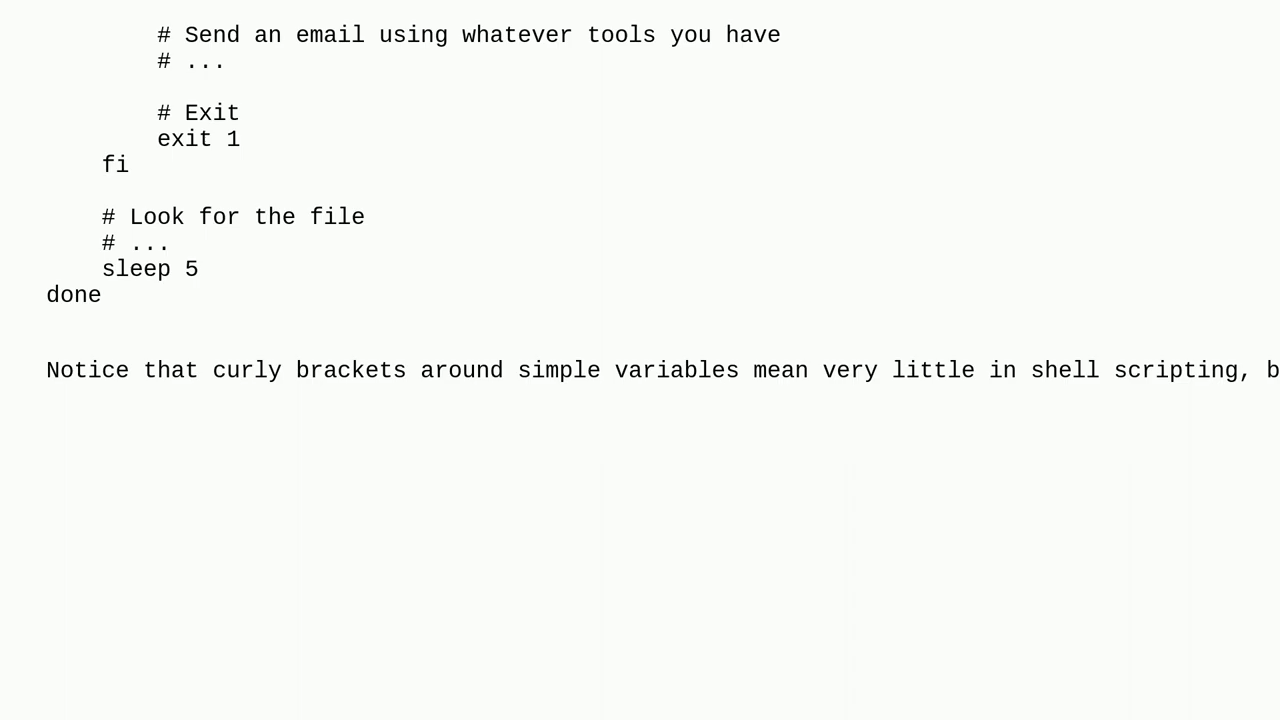 # Send an email using whatever tools you have
# ...
# Exit
exit 1
fi
# Look for the file
# ...
sleep 5
done
Notice that curly brackets around simple variables mean very little in shell scripting, b